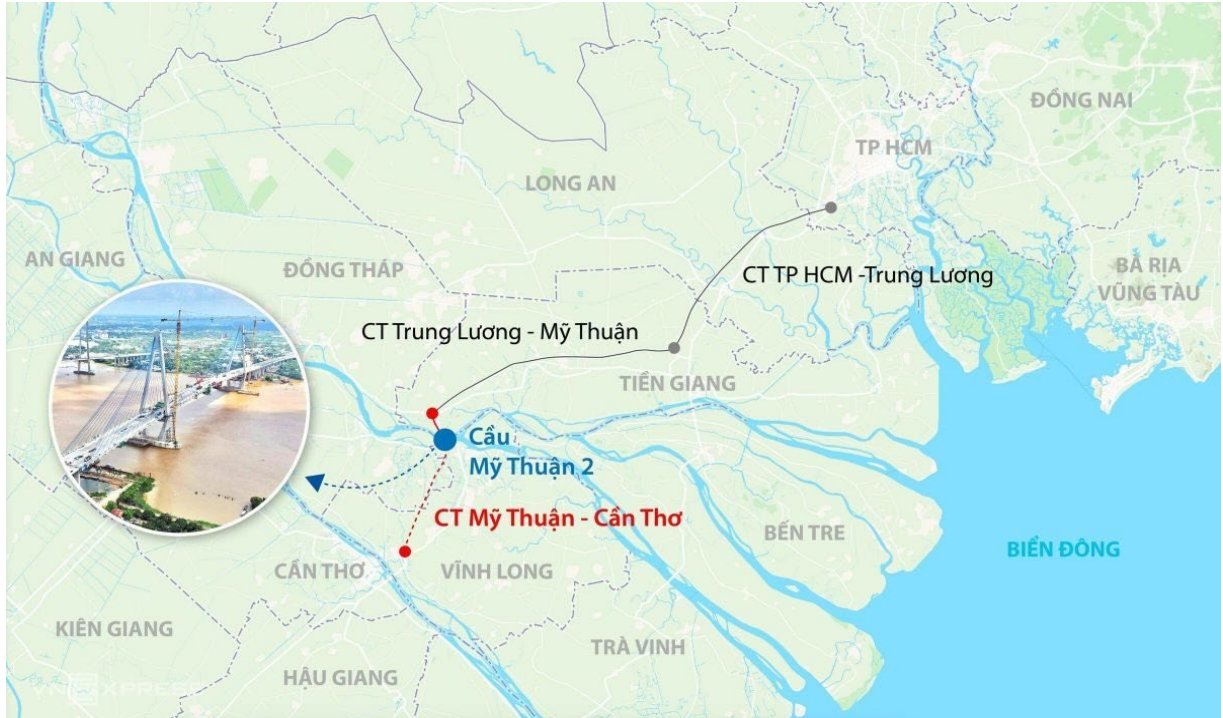 ĐỒNG NAI
TP HCM
LONG AN
AN GIANG
ĐỒNG THÁP
CT TP HCM -Trung Lương
BÀ RỊA
VŨNG TÀU
CT Trung Lương - Mỹ Thuận
TIỀN GIANG
Cầu
Mỹ Thuận 2
CT Mỹ Thuận - Cần Thơ
BẾN TRE
BIỂN ĐÔNG
CẦN THƠ
VĨNH LONG
KIÊN GIANG
TRÀ VINH
HẬU GIANG
VNEXPRESS